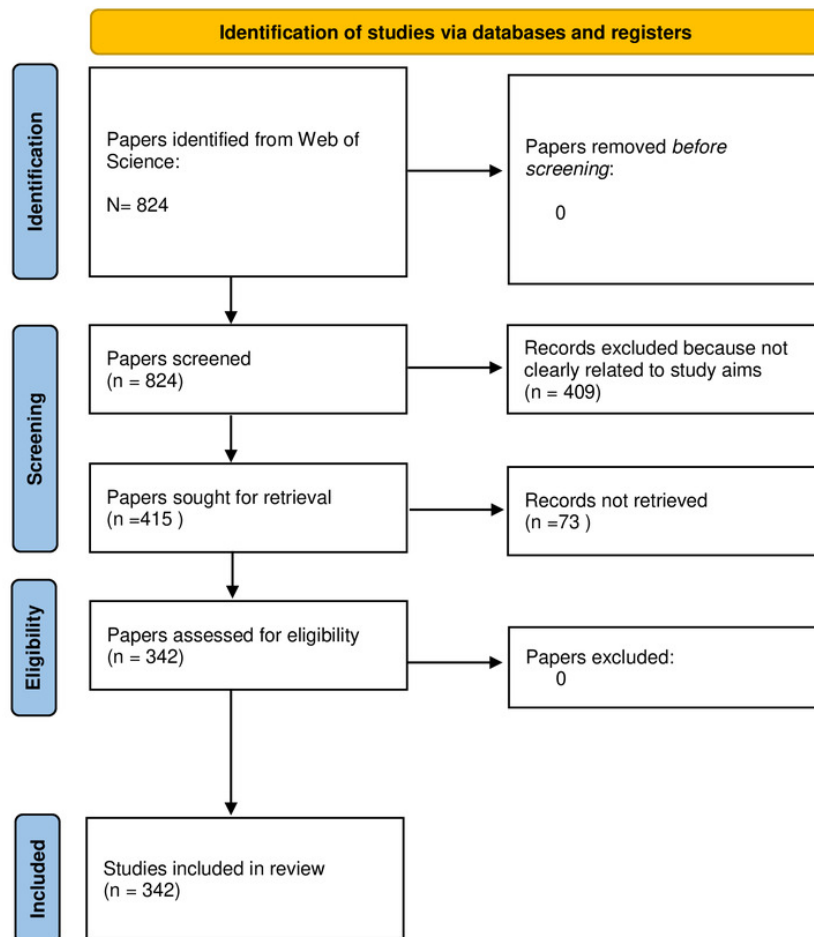 Identification of studies via databases and registers
Identification
Papers identified from Web of
Science:
N= 824
Papers removed before
screening:
0
Screening
Papers screened
(n = 824)
Records excluded because not
clearly related to study aims
(n = 409)
Papers sought for retrieval
(n =415 )
Records not retrieved
(n =73 )
Eligibility
Papers assessed for eligibility
(n = 342)
Papers excluded:
0
Included
Studies included in review
(n = 342)